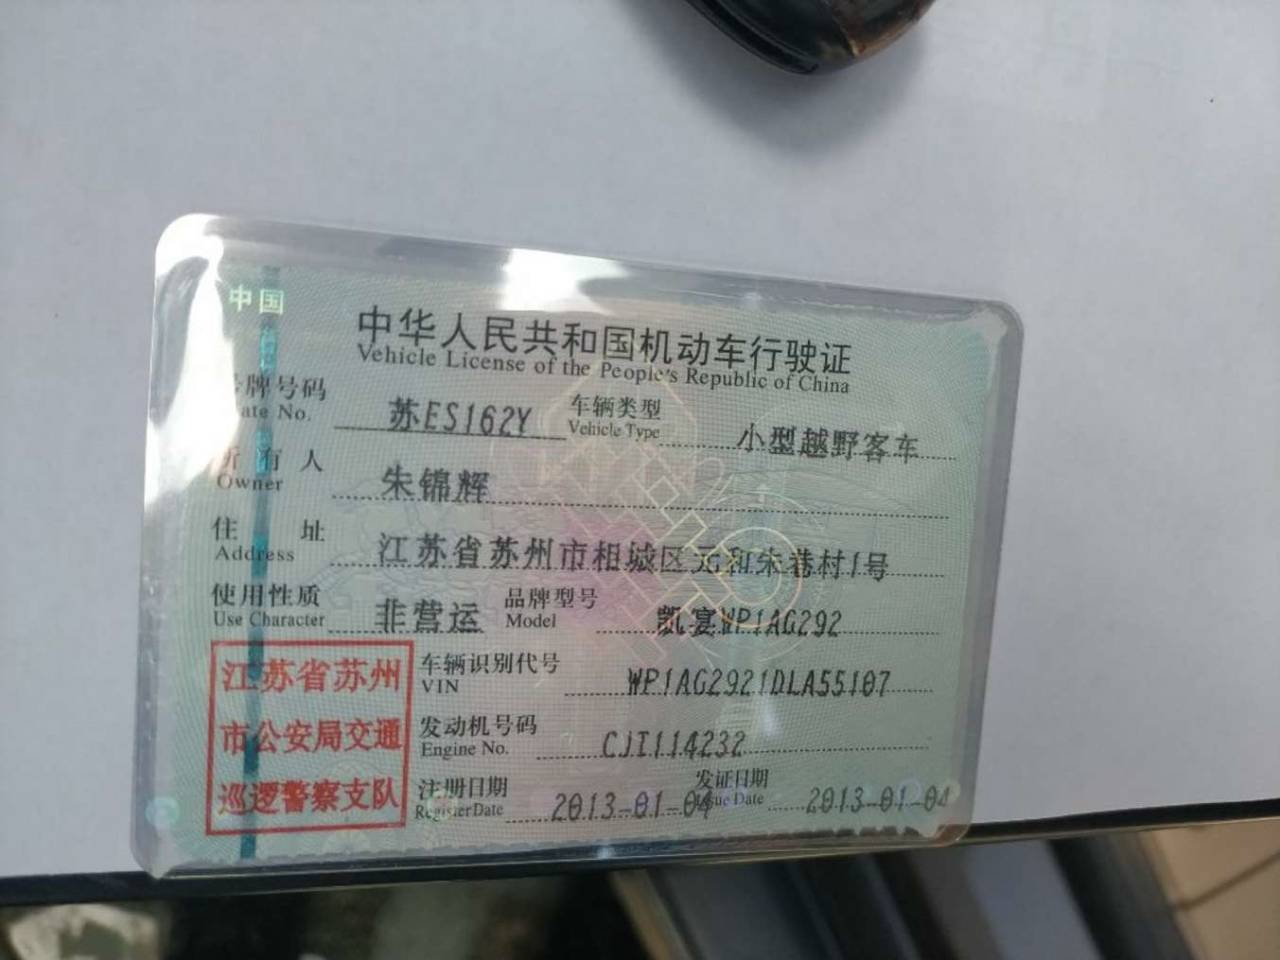 中国
中华人民共和国机动车行驶证
Vehicle License of the People's Republic of China
号牌号码 苏ES162Y 车辆类型 小型越野客车
Plate No. Vehicle Type
所有人 朱锦辉
Owner
住址 江苏省苏州市相城区元和朱巷村1号
Address
使用性质 非营运 品牌型号 凯宴WP1AG292
Use Character Model
江苏省苏州
市公安局交通
巡逻警察支队
车辆识别代号 WP1AG2921DLA55107
VIN
发动机号码 CJT114232
Engine No.
注册日期 2013-01-04 发证日期 2013-01-04
Register Date Issue Date